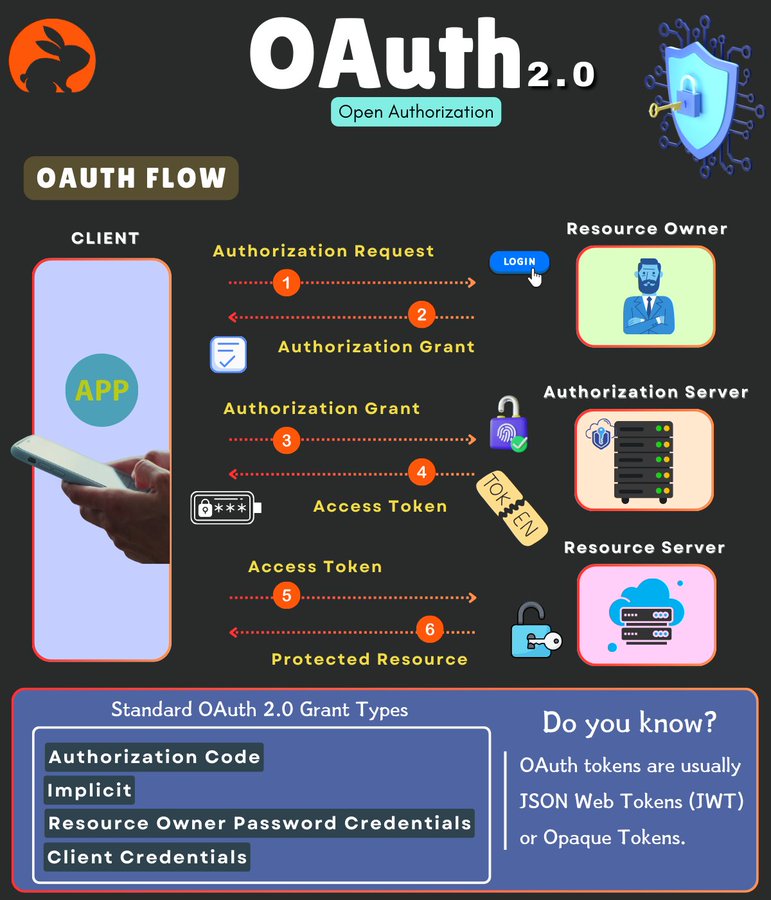 OAuth 2.0
Open Authorization
OAUTH FLOW
CLIENT
APP
Authorization Request
1
LOGIN
2
Authorization Grant
Resource Owner
Authorization Grant
3
4
Access Token
***
TOKEN
Authorization Server
Access Token
5
6
Protected Resource
Resource Server
Standard OAuth 2.0 Grant Types
Authorization Code
Implicit
Resource Owner Password Credentials
Client Credentials
Do you know?
OAuth tokens are usually
JSON Web Tokens (JWT)
or Opaque Tokens.